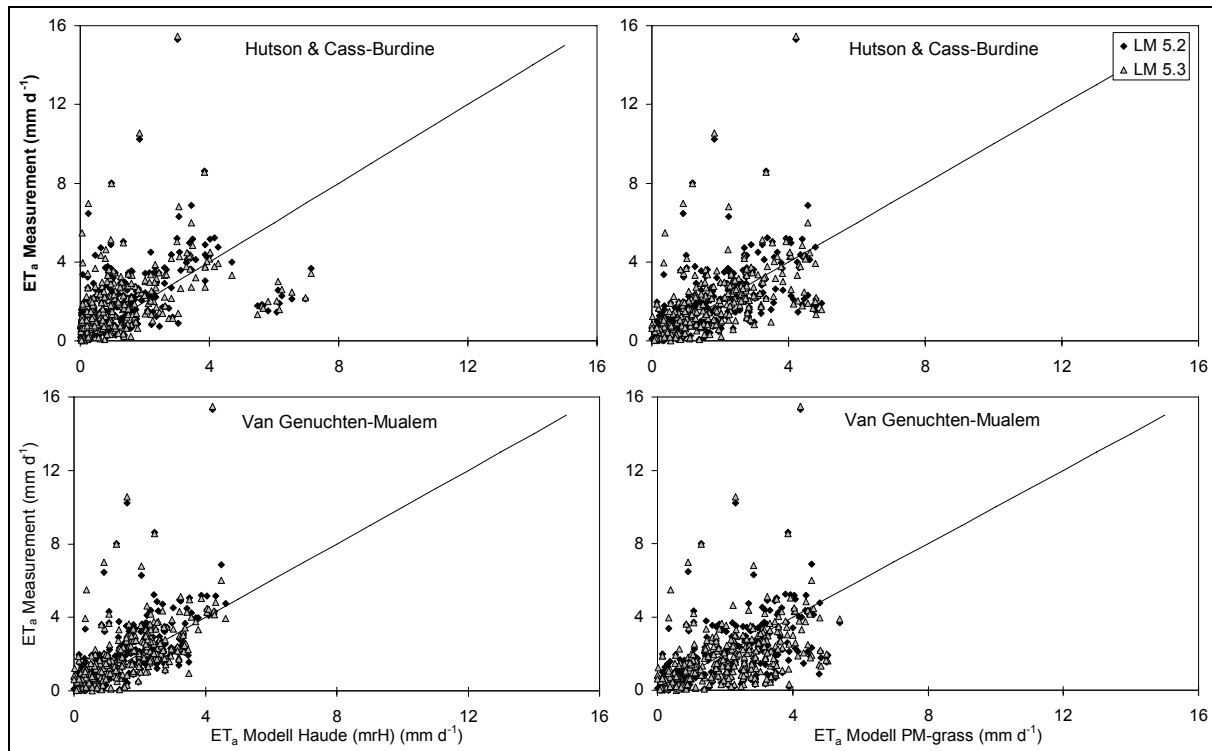 16
12
8
4
0
ETa Measurement (mm d-1)
Hutson & Cass-Burdine
0 4 8 12 16
Hutson & Cass-Burdine
LM 5.2
LM 5.3
16
12
8
4
0
0 4 8 12 16
16
12
8
4
0
ETa Measurement (mm d-1)
Van Genuchten-Mualem
0 4 8 12 16
ETa Modell Haude (mrH) (mm d-1)
16
12
8
4
0
Van Genuchten-Mualem
0 4 8 12 16
ETa Modell PM-grass (mm d-1)